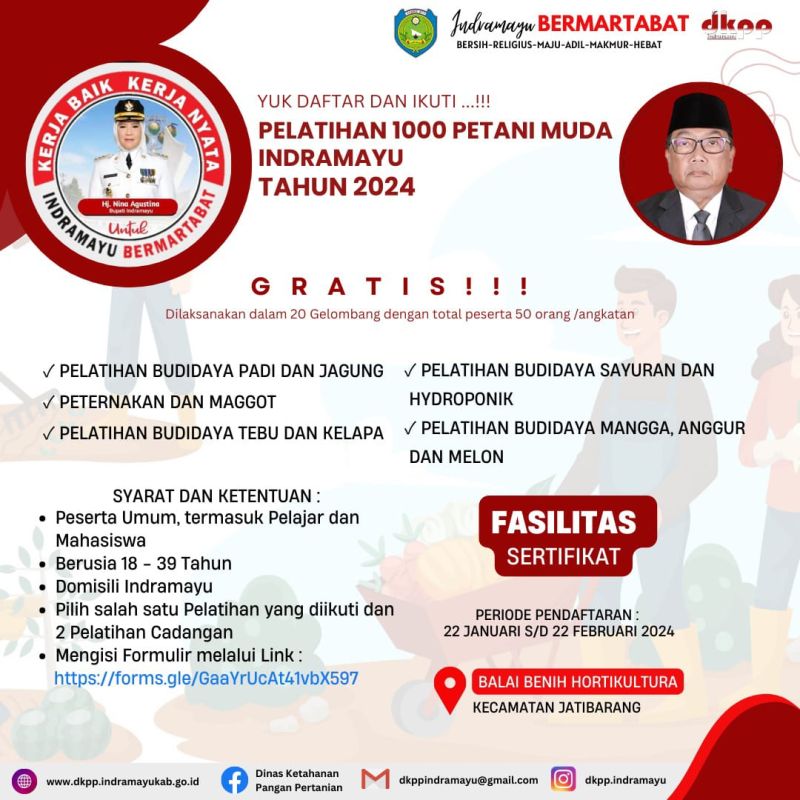 Indramayu BERMARTABAT
BERSIH-RELIGIUS-MAJU-ADIL-MAKMUR-HEBAT
dkpp
KERJA BAIK KERJA NYATA
Hj. Nina Agustina
Bupati Indramayu
Untuk
INDRAMAYU BERMARTABAT
YUK DAFTAR DAN IKUTI ...!!!
PELATIHAN 1000 PETANI MUDA
INDRAMAYU
TAHUN 2024
GRATIS!!!
Dilaksanakan dalam 20 Gelombang dengan total peserta 50 orang /angkatan
✓ PELATIHAN BUDIDAYA PADI DAN JAGUNG
✓ PETERNAKAN DAN MAGGOT
✓ PELATIHAN BUDIDAYA TEBU DAN KELAPA
✓ PELATIHAN BUDIDAYA SAYURAN DAN
HYDROPONIK
✓ PELATIHAN BUDIDAYA MANGGA, ANGGUR
DAN MELON
SYARAT DAN KETENTUAN :
• Peserta Umum, termasuk Pelajar dan
Mahasiswa
• Berusia 18 - 39 Tahun
• Domisili Indramayu
• Pilih salah satu Pelatihan yang diikuti dan
2 Pelatihan Cadangan
• Mengisi Formulir melalui Link :
https://forms.gle/GaaYrUcAt41vbX597
FASILITAS
SERTIFIKAT
PERIODE PENDAFTARAN :
22 JANUARI S/D 22 FEBRUARI 2024
BALAI BENIH HORTIKULTURA
KECAMATAN JATIBARANG
www.dkpp.indramayukab.go.id
Dinas Ketahanan
Pangan Pertanian
dkppindramayu@gmail.com
dkpp.indramayu